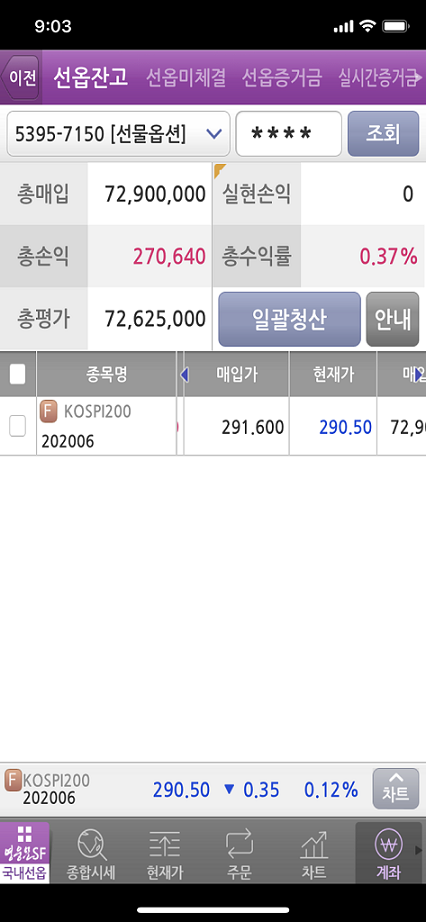 9:03
이전 선옵잔고 선옵미체결 선옵증거금 실시간증거금
5395-7150 [선물옵션] **** 조회
총매입 72,900,000 실현손익 0
총손익 270,640 총수익률 0.37%
총평가 72,625,000 일괄청산 안내
종목명 매입가 현재가 매입
F KOSPI200
202006 291.600 290.50 72,90
F KOSPI200
202006 290.50 ▼ 0.35 0.12% 차트
영웅문SF
국내선옵 종합시세 현재가 주문 차트 계좌